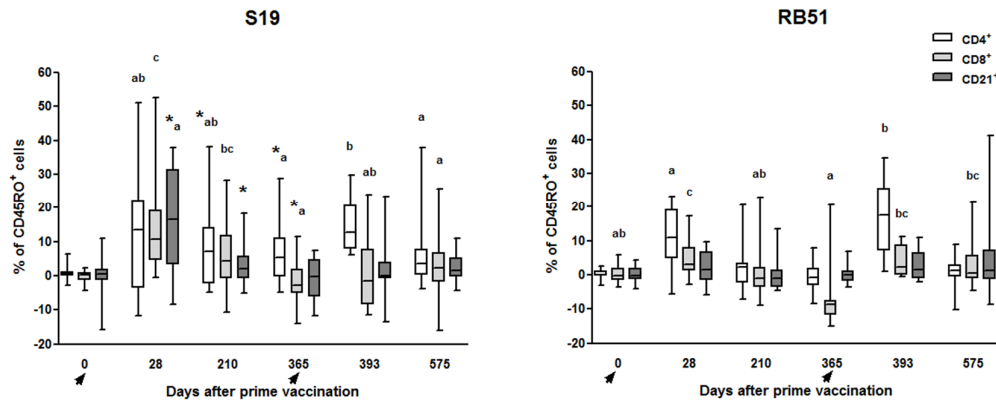 S19
% of CD45RO+ cells
60
50
40
30
20
10
0
-10
-20
ab
c
*a
*ab
bc
*
*a
*a
b
ab
a
a
0 28 210 365 393 575
Days after prime vaccination
RB51
CD4+
CD8+
CD21+
% of CD45RO+ cells
60
50
40
30
20
10
0
-10
-20
ab
a
c
ab
a
b
bc
bc
0 28 210 365 393 575
Days after prime vaccination